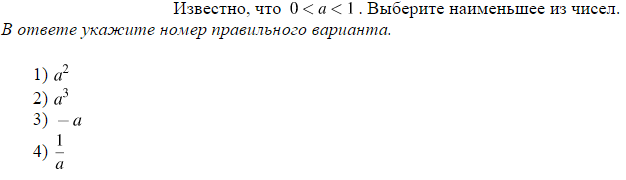 Известно, что 0 < a < 1 . Выберите наименьшее из чисел.
В ответе укажите номер правильного варианта.
1) a²
2) a³
3) − a
4) 1/a